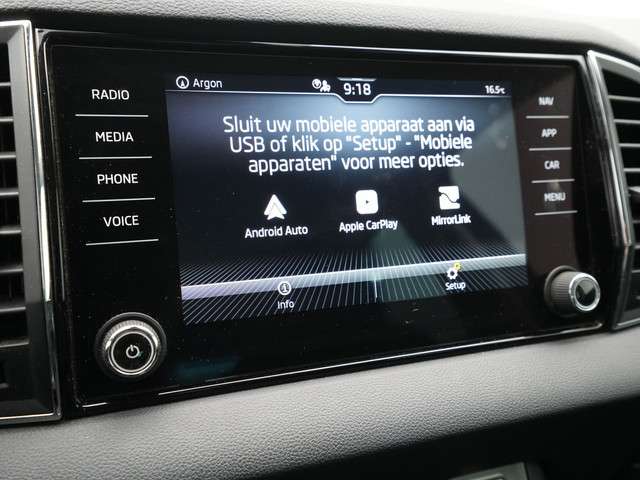 RADIO
MEDIA
PHONE
VOICE
Argon
9:18
16.5°C
Sluit uw mobiele apparaat aan via
USB of klik op "Setup" - "Mobiele
apparaten" voor meer opties.
Android Auto
Apple CarPlay
MirrorLink
Info
Setup
NAV
APP
CAR
MENU